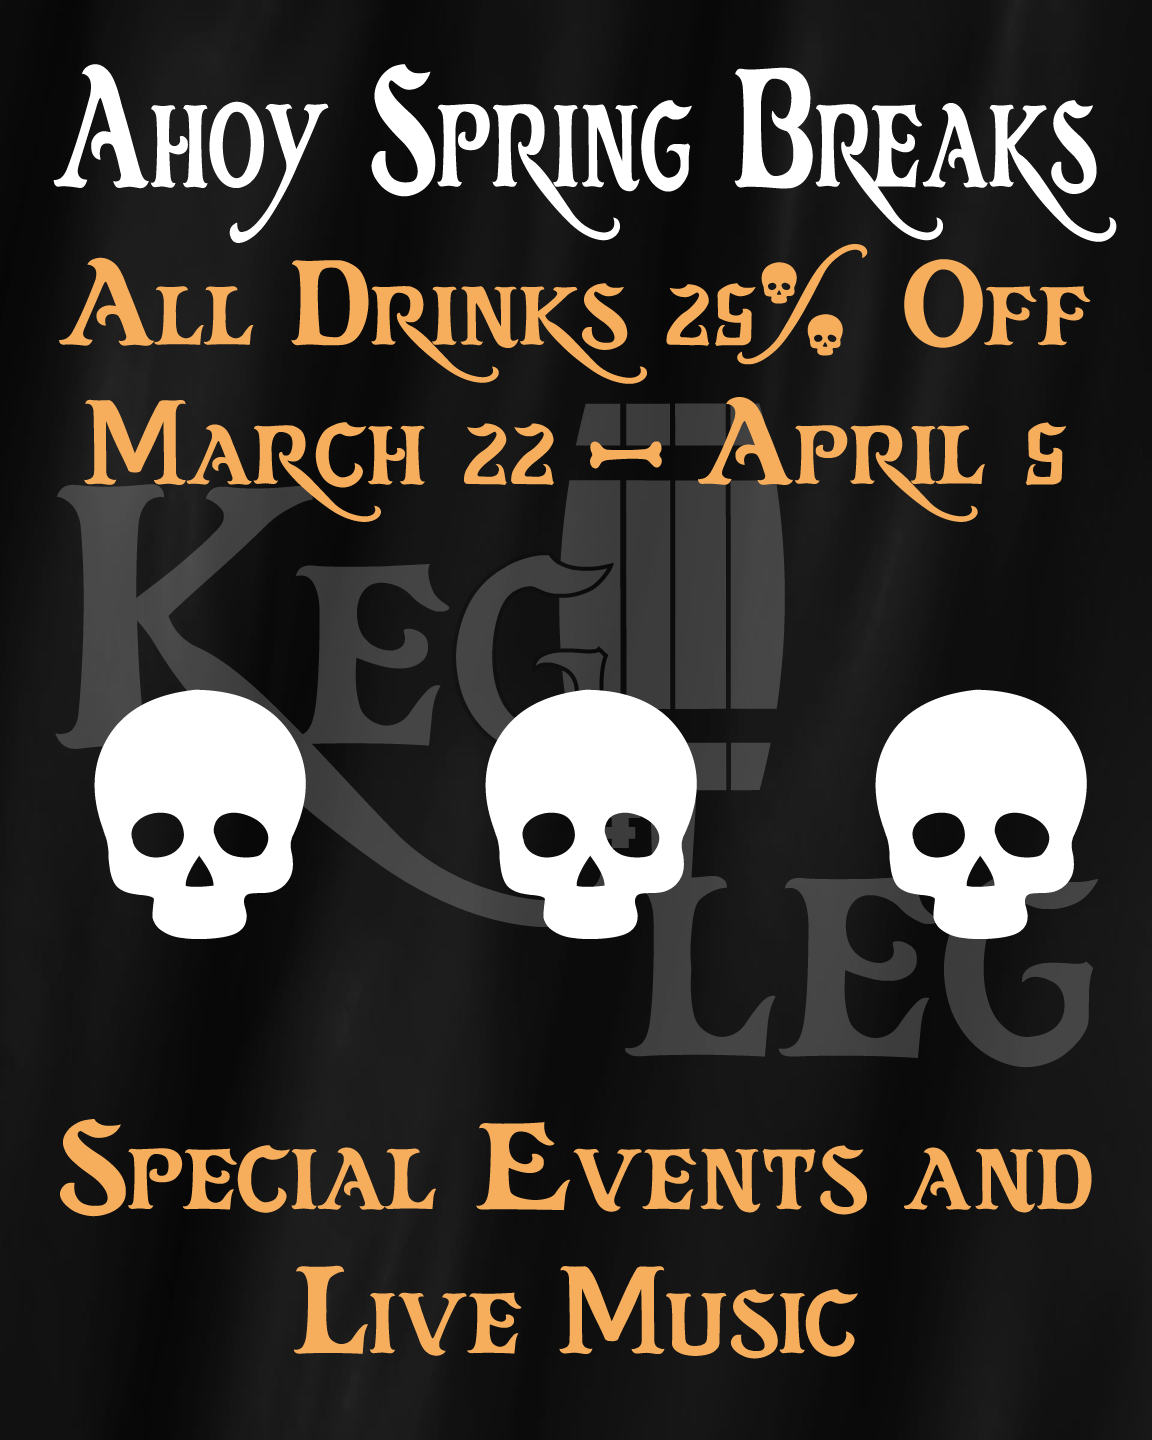 Ahoy Spring Breaks
All Drinks 25% Off
March 22 - April 5
Keg
Leg
Special Events and
Live Music